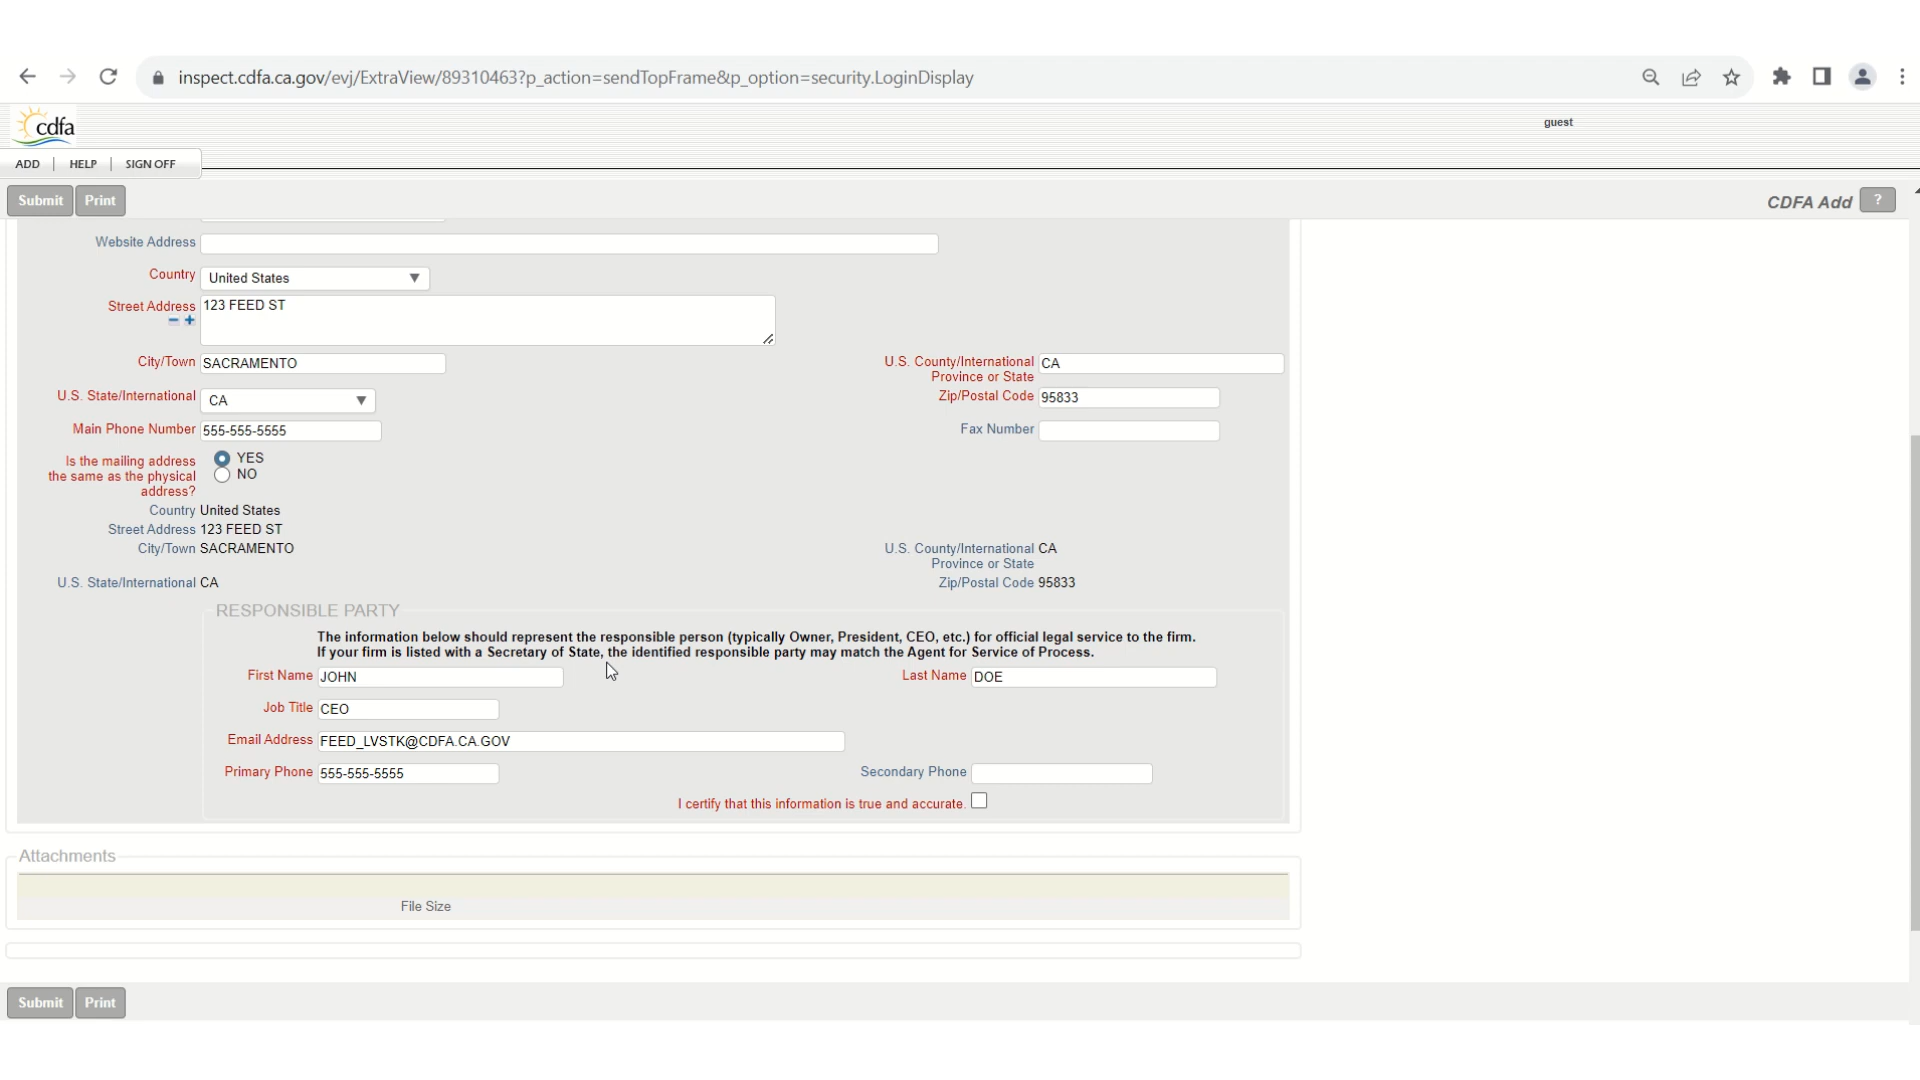 inspect.cdfa.ca.gov/evj/ExtraView/89310463?p_action=sendTopFrame&p_option=security.LoginDisplay
cdfa
guest
ADD | HELP | SIGN OFF
Submit Print
CDFA Add ?
Website Address
Country United States
Street Address 123 FEED ST
City/Town SACRAMENTO
U.S. County/International CA
Province or State
U.S. State/International CA
Zip/Postal Code 95833
Main Phone Number 555-555-5555
Fax Number
Is the mailing address
the same as the physical
address?
YES
NO
Country United States
Street Address 123 FEED ST
City/Town SACRAMENTO
U.S. County/International CA
Province or State
U.S. State/International CA
Zip/Postal Code 95833
RESPONSIBLE PARTY
The information below should represent the responsible person (typically Owner, President, CEO, etc.) for official legal service to the firm.
If your firm is listed with a Secretary of State, the identified responsible party may match the Agent for Service of Process.
First Name JOHN
Last Name DOE
Job Title CEO
Email Address FEED_LVSTK@CDFA.CA.GOV
Primary Phone 555-555-5555
Secondary Phone
I certify that this information is true and accurate.
Attachments
File Size
Submit Print